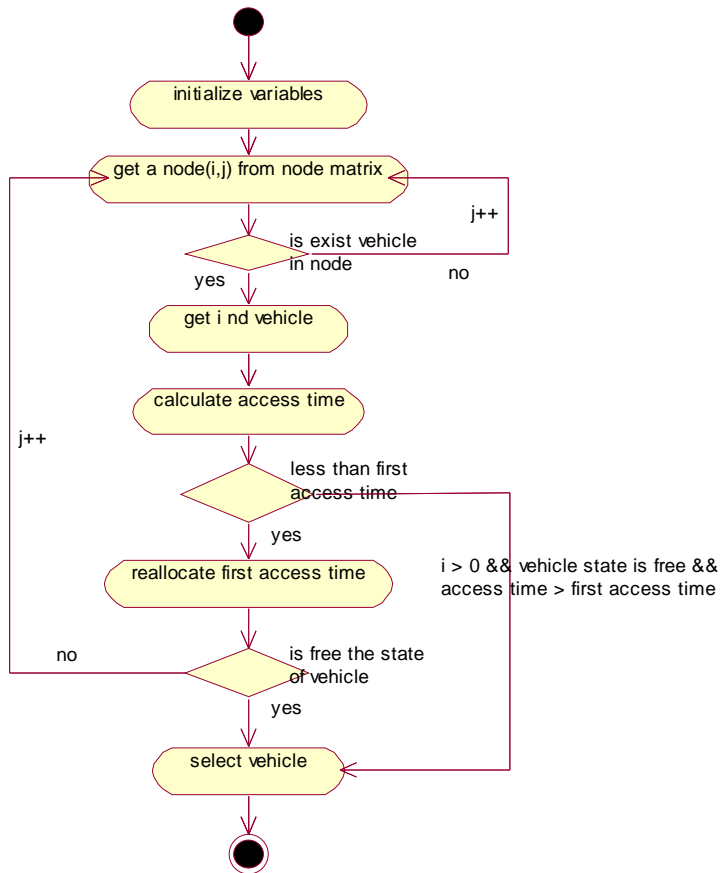 initialize variables
get a node(i,j) from node matrix
j++
is exist vehicle
in node
no
yes
get i nd vehicle
calculate access time
j++
less than first
access time
yes
i > 0 && vehicle state is free &&
access time > first access time
reallocate first access time
is free the state
of vehicle
no
yes
select vehicle